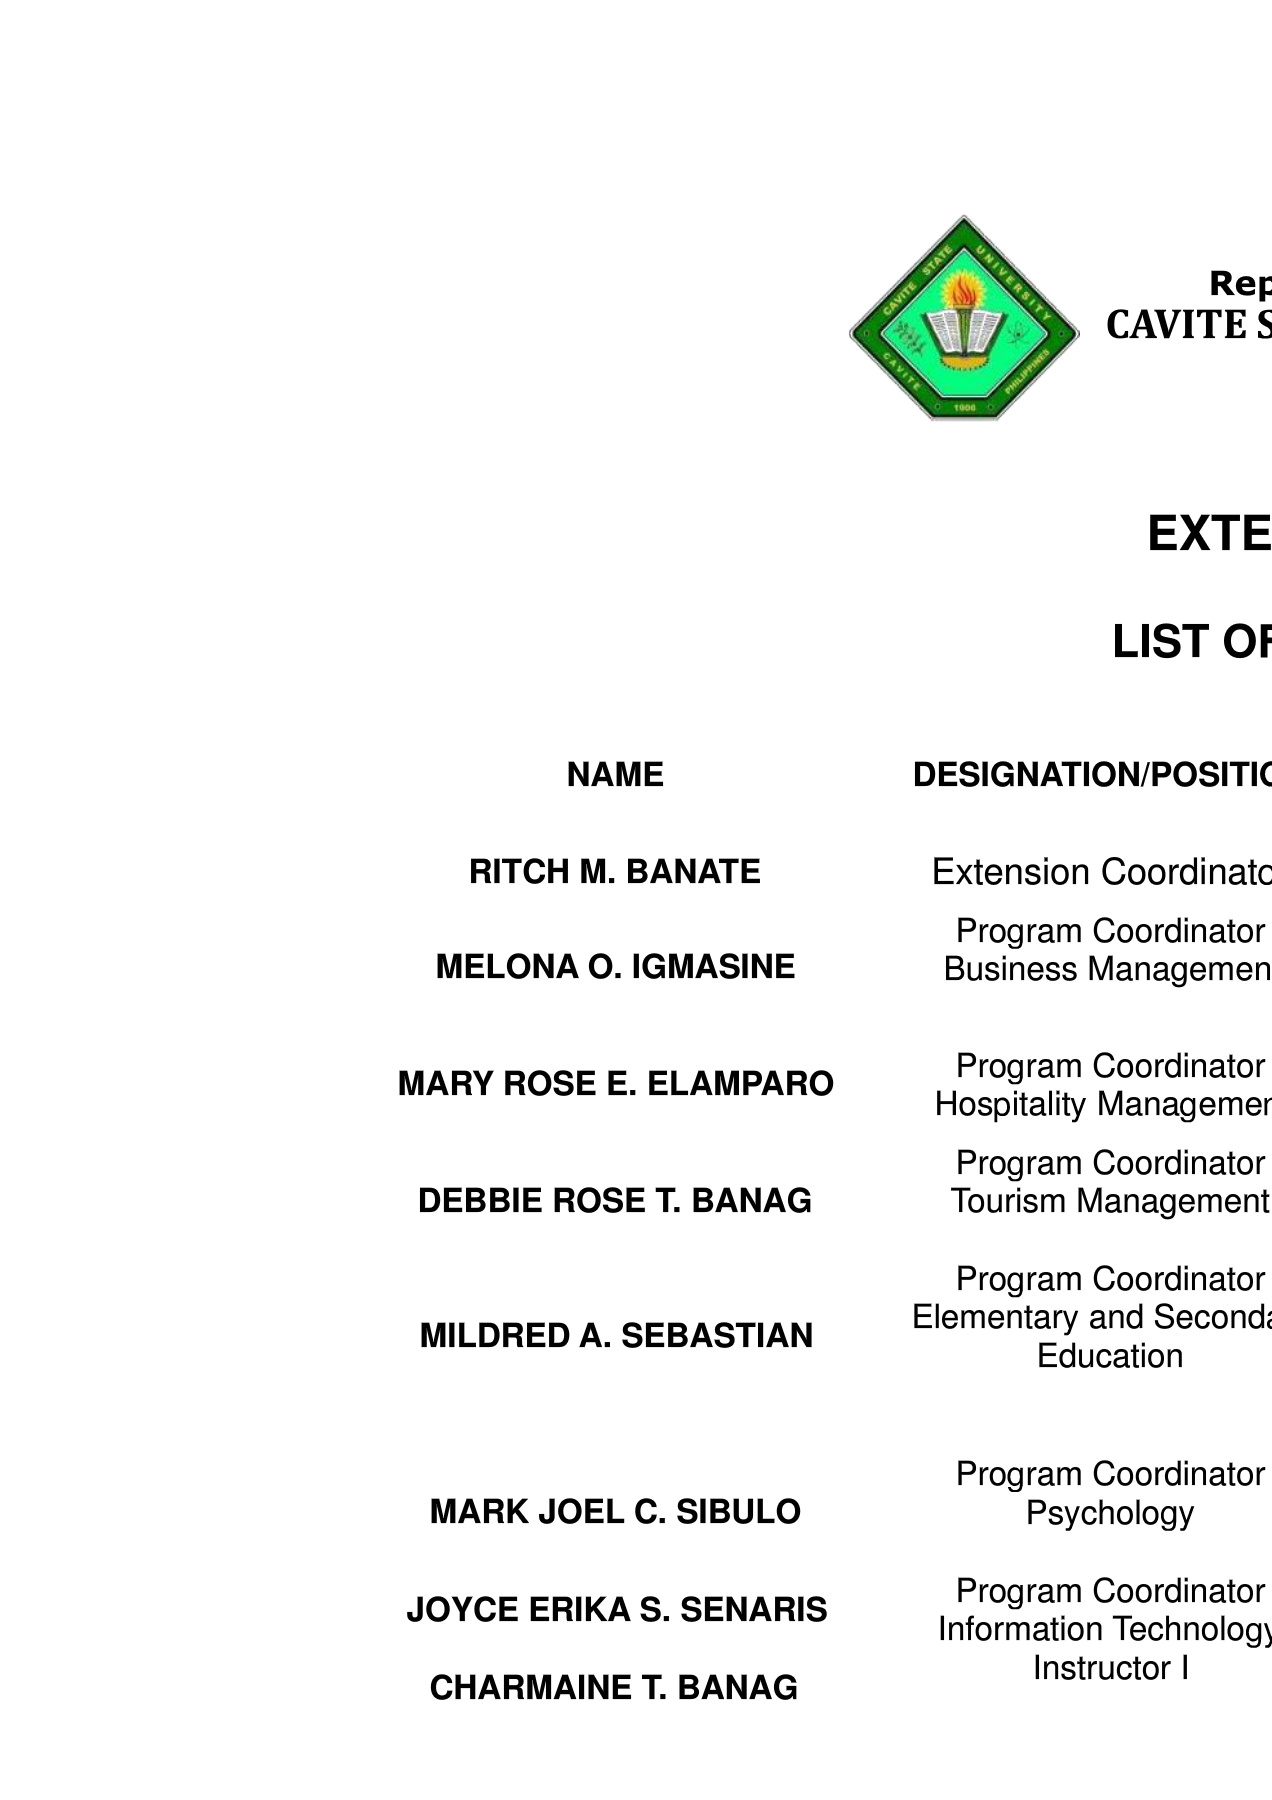 CAVITE STATE UNIVERSITY
CAVITE PHILIPPINES
1906
Rep
CAVITE S
EXTE
LIST OF
NAME DESIGNATION/POSITIO
RITCH M. BANATE Extension Coordinato
Program Coordinator
MELONA O. IGMASINE Business Managemen
Program Coordinator
MARY ROSE E. ELAMPARO Hospitality Managemen
Program Coordinator
DEBBIE ROSE T. BANAG Tourism Management
Program Coordinator
Elementary and Seconda
MILDRED A. SEBASTIAN Education
Program Coordinator
MARK JOEL C. SIBULO Psychology
Program Coordinator
JOYCE ERIKA S. SENARIS Information Technology
Instructor I
CHARMAINE T. BANAG